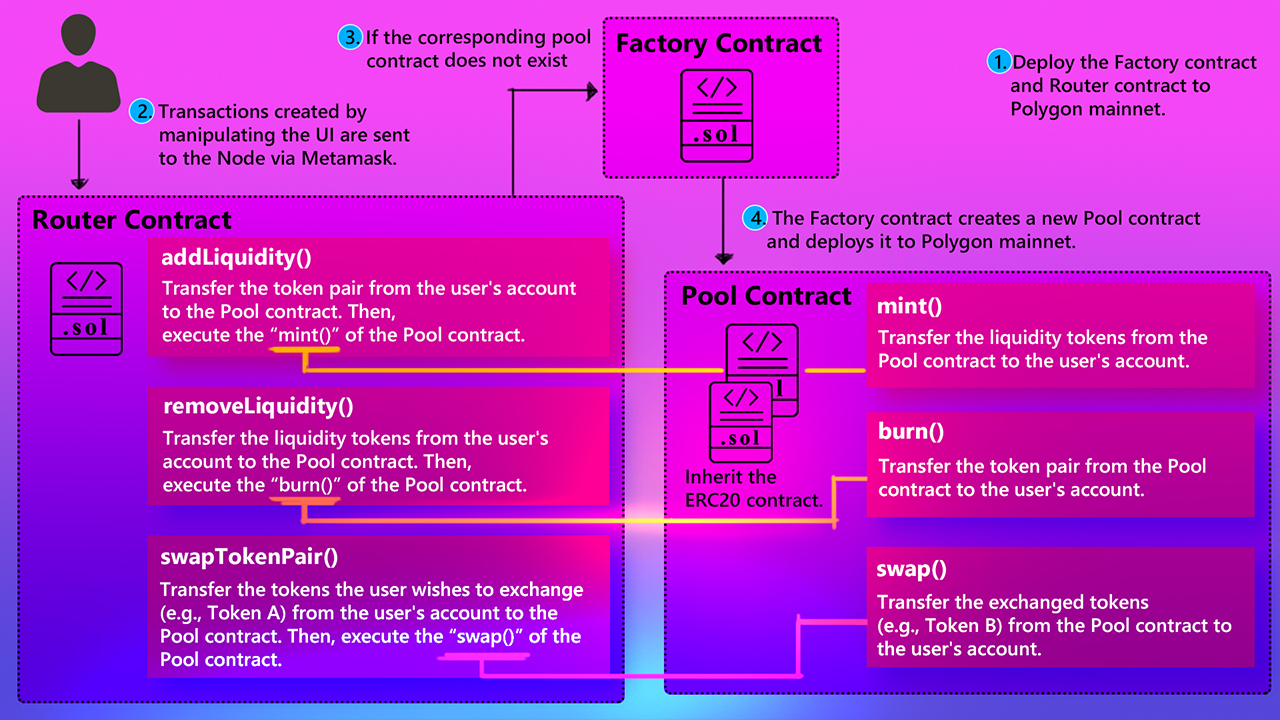 3. If the corresponding pool
contract does not exist
Factory Contract
</>
.sol
1. Deploy the Factory contract
and Router contract to
Polygon mainnet.
2. Transactions created by
manipulating the UI are sent
to the Node via Metamask.
4. The Factory contract creates a new Pool contract
and deploys it to Polygon mainnet.
Router Contract
</>
.sol
addLiquidity()
Transfer the token pair from the user's account
to the Pool contract. Then,
execute the “mint()” of the Pool contract.
removeLiquidity()
Transfer the liquidity tokens from the user's
account to the Pool contract. Then,
execute the “burn()” of the Pool contract.
swapTokenPair()
Transfer the tokens the user wishes to exchange
(e.g., Token A) from the user's account to the
Pool contract. Then, execute the “swap()” of the
Pool contract.
Pool Contract
</>
l
</>
.sol
Inherit the
ERC20 contract.
mint()
Transfer the liquidity tokens from the
Pool contract to the user's account.
burn()
Transfer the token pair from the Pool
contract to the user's account.
swap()
Transfer the exchanged tokens
(e.g., Token B) from the Pool contract to
the user's account.